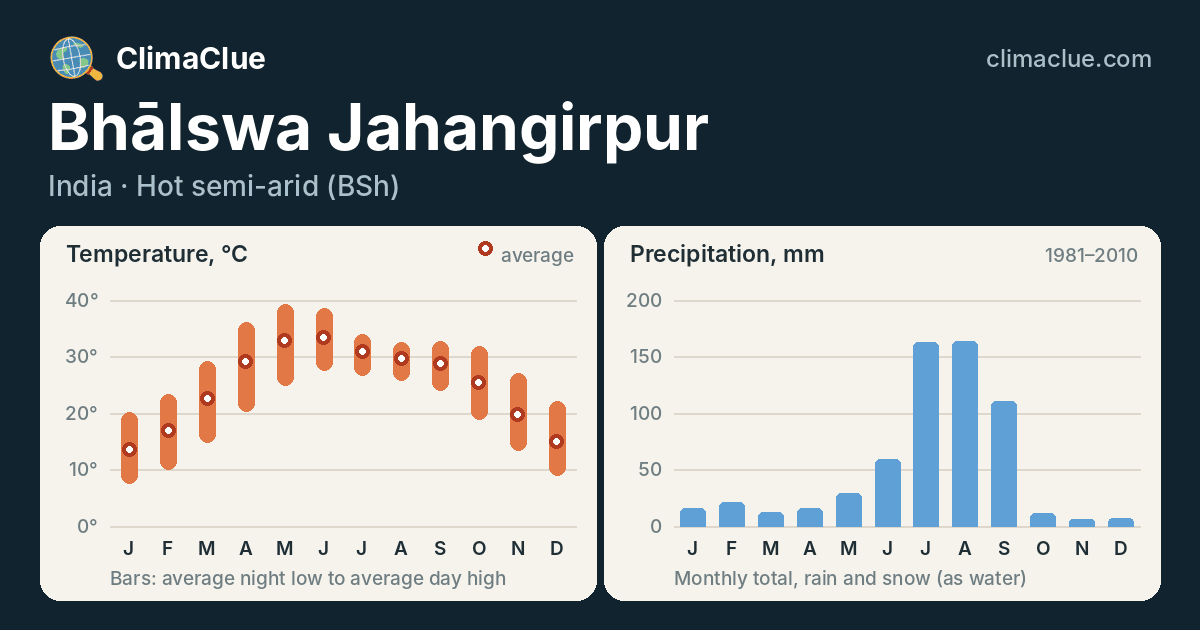 ClimaClue
climaclue.com
Bhālswa Jahangirpur
India · Hot semi-arid (BSh)
Temperature, °C
average
40°
30°
20°
10°
0°
J F M A M J J A S O N D
Bars: average night low to average day high
Precipitation, mm
1981–2010
200
150
100
50
0
J F M A M J J A S O N D
Monthly total, rain and snow (as water)